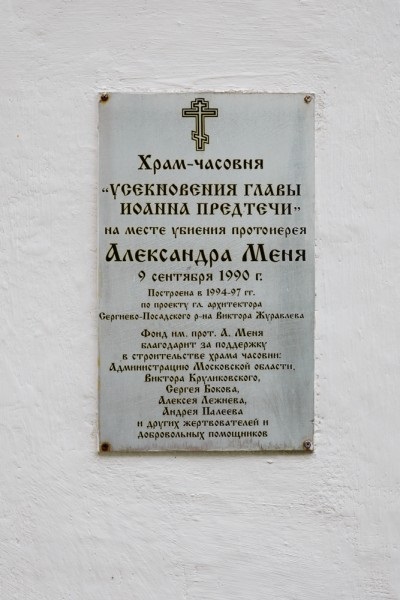 Храм-часовня
"Усекновения главы
Иоанна Предтечи"
на месте убиения протоиерея
Александра Меня
9 сентября 1990 г.
Построена в 1994-97 гг.
по проекту гл. архитектора
Сергиево-Посадского р-на Виктора Журавлева
Фонд им. прот. А. Меня
благодарит за поддержку
в строительстве храма часовни:
Администрацию Московской области,
Виктора Круликовского,
Сергея Бокова,
Алексея Лежнева,
Андрея Палеева
и других жертвователей и
добровольных помощников